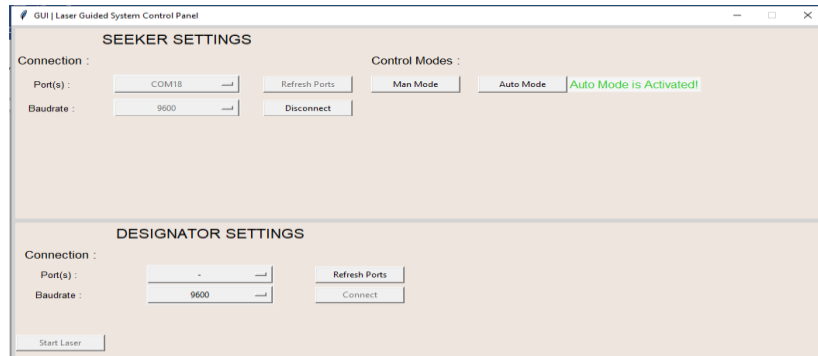 GUI | Laser Guided System Control Panel
SEEKER SETTINGS
Connection : Control Modes :
Port(s) : COM18 Refresh Ports Man Mode Auto Mode Auto Mode is Activated!
Baudrate : 9600 Disconnect
DESIGNATOR SETTINGS
Connection :
Port(s) : - Refresh Ports
Baudrate : 9600 Connect
Start Laser